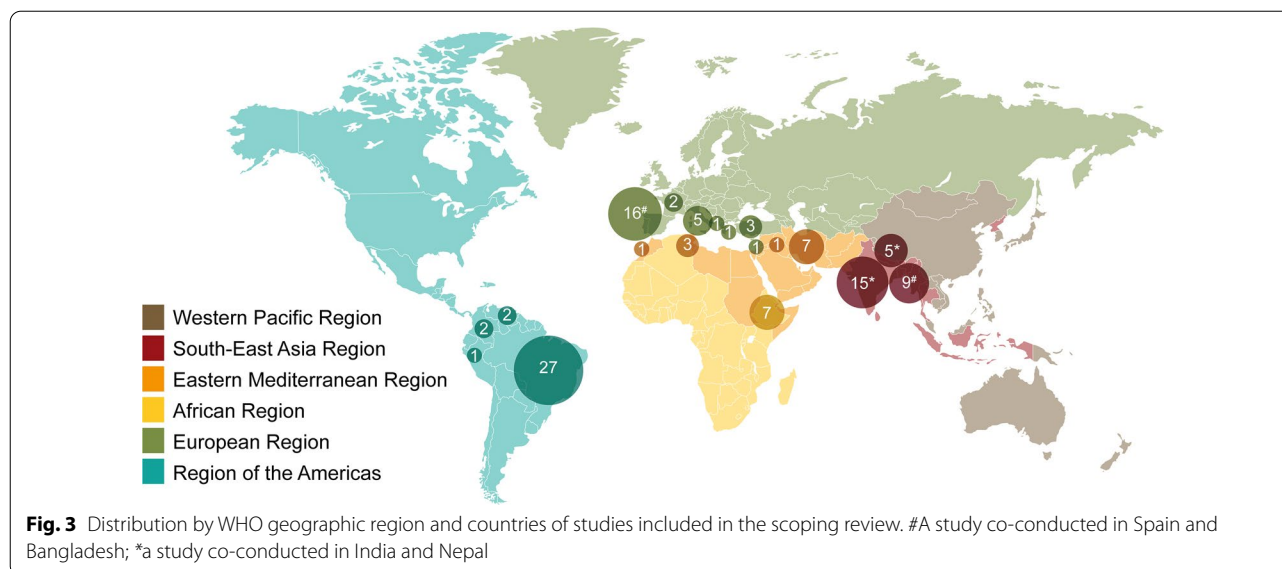 16#
2
5
1
1
3
1
1
3
1
7
5*
15*
9#
7
2
2
1
27
Western Pacific Region
South-East Asia Region
Eastern Mediterranean Region
African Region
European Region
Region of the Americas
Fig. 3 Distribution by WHO geographic region and countries of studies included in the scoping review. #A study co-conducted in Spain and
Bangladesh; *a study co-conducted in India and Nepal